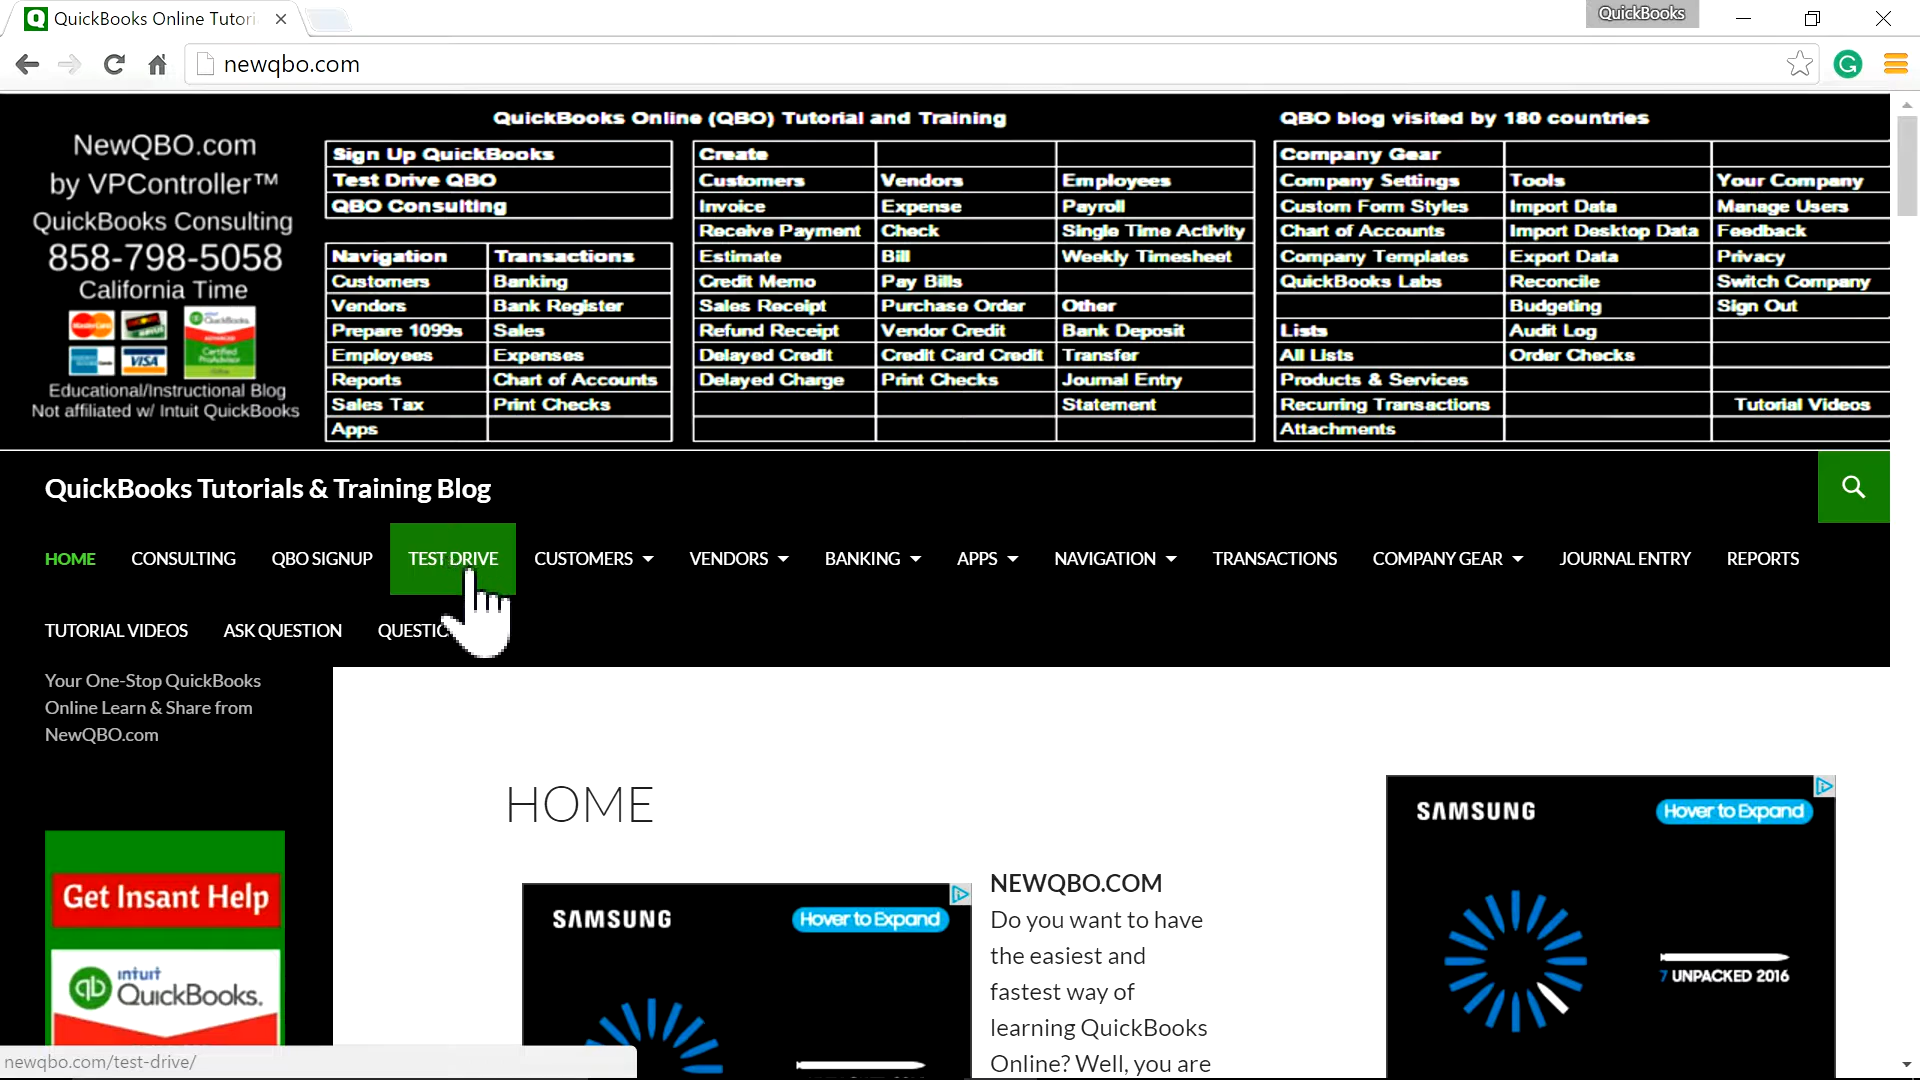 QuickBooks Online Tutori
QuickBooks
newqbo.com
NewQBO.com
by VPController™
QuickBooks Consulting
858-798-5058
California Time
VISA
QuickBooks
Certified
ProAdvisor
Educational/Instructional Blog
Not affiliated w/ Intuit QuickBooks
QuickBooks Online (QBO) Tutorial and Training
QBO blog visited by 180 countries
Sign Up QuickBooks
Test Drive QBO
QBO Consulting
Navigation Transactions
Customers Banking
Vendors Bank Register
Prepare 1099s Sales
Employees Expenses
Reports Chart of Accounts
Sales Tax Print Checks
Apps
Create
Customers Vendors Employees
Invoice Expense Payroll
Receive Payment Check Single Time Activity
Estimate Bill Weekly Timesheet
Credit Memo Pay Bills
Sales Receipt Purchase Order Other
Refund Receipt Vendor Credit Bank Deposit
Delayed Credit Credit Card Credit Transfer
Delayed Charge Print Checks Journal Entry
Statement
Company Gear
Company Settings Tools Your Company
Custom Form Styles Import Data Manage Users
Chart of Accounts Import Desktop Data Feedback
Company Templates Export Data Privacy
QuickBooks Labs Reconcile Switch Company
Budgeting Sign Out
Lists Audit Log
All Lists Order Checks
Products & Services
Recurring Transactions Tutorial Videos
Attachments
QuickBooks Tutorials & Training Blog
HOME CONSULTING QBO SIGNUP TEST DRIVE CUSTOMERS VENDORS BANKING APPS NAVIGATION TRANSACTIONS COMPANY GEAR JOURNAL ENTRY REPORTS
TUTORIAL VIDEOS ASK QUESTION QUESTIO
Your One-Stop QuickBooks
Online Learn & Share from
NewQBO.com
Get Insant Help
intuit
qb QuickBooks.
HOME
SAMSUNG Hover to Expand
NEWQBO.COM
Do you want to have
the easiest and
fastest way of
learning QuickBooks
Online? Well, you are
SAMSUNG Hover to Expand
7 UNPACKED 2016
newqbo.com/test-drive/